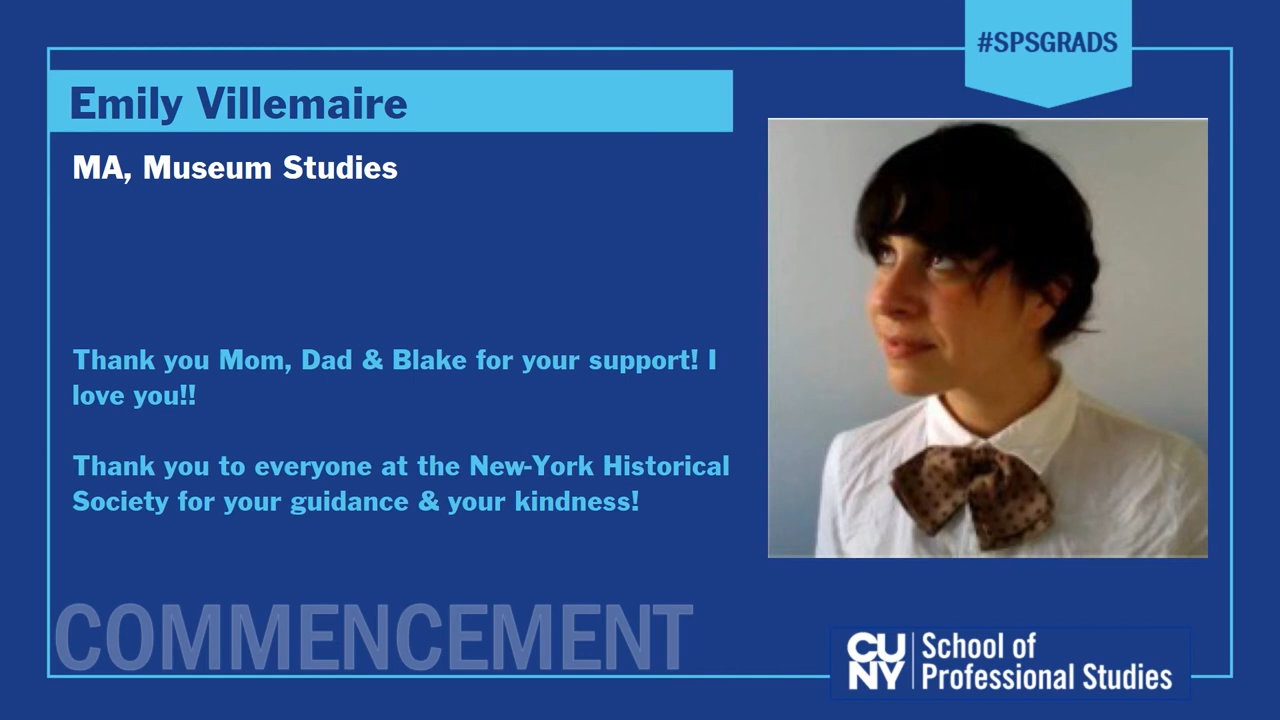 #SPSGRADS
Emily Villemaire
MA, Museum Studies
Thank you Mom, Dad & Blake for your support! I
love you!!
Thank you to everyone at the New-York Historical
Society for your guidance & your kindness!
COMMENCEMENT
CU
NY
School of
Professional Studies